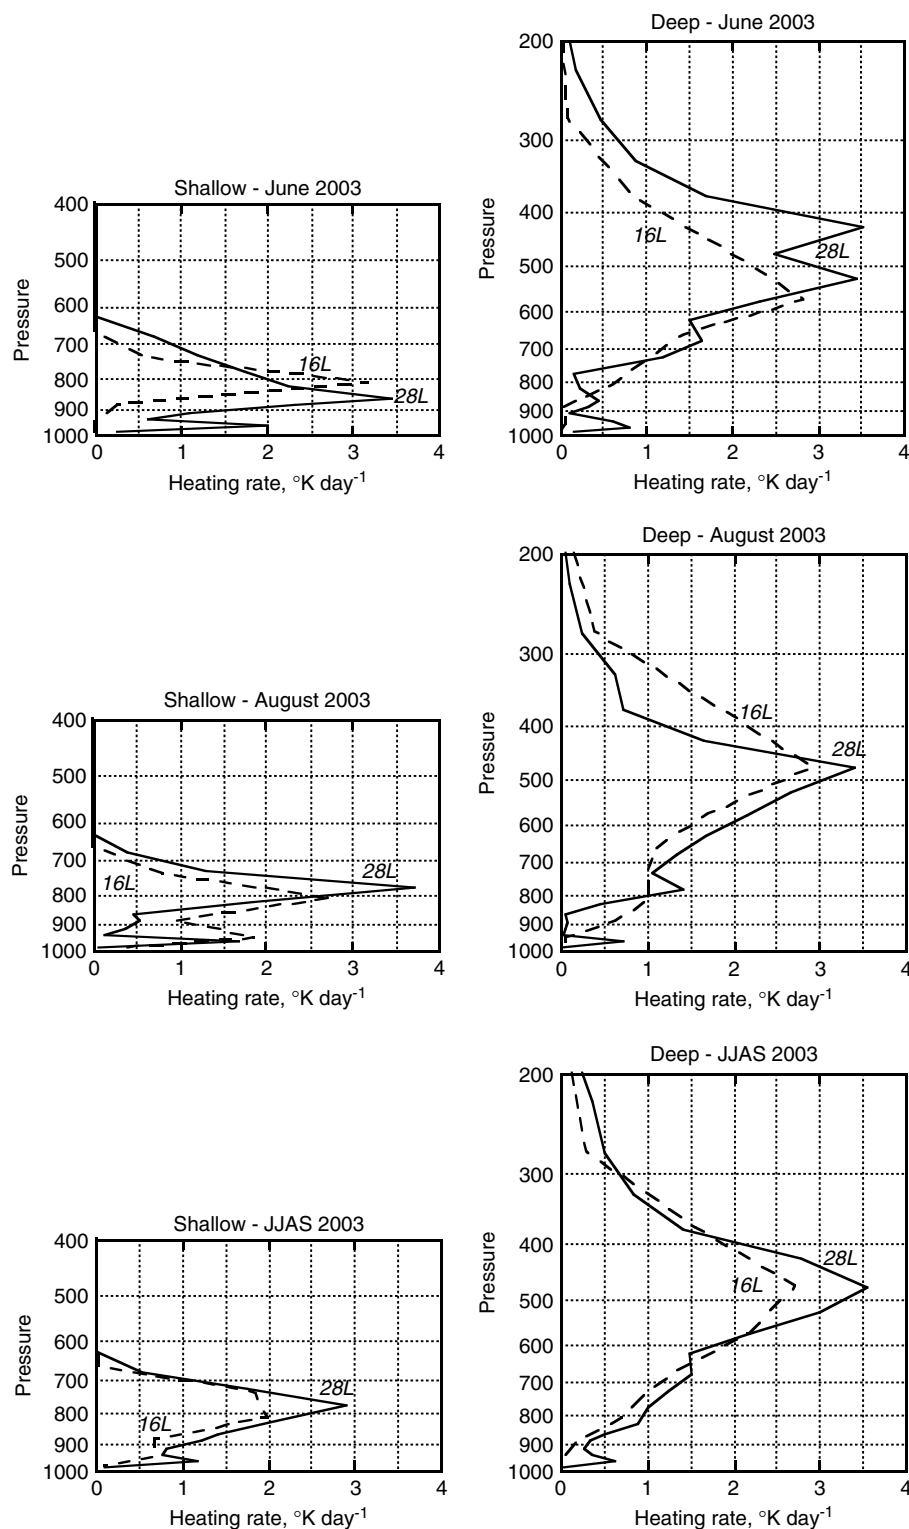 Deep - June 2003
200
300
400
500
600
700
800
900
1000
Pressure
16L
28L
0 1 2 3 4
Heating rate, °K day-1
Shallow - June 2003
400
500
600
700
800
900
1000
Pressure
16L
28L
0 1 2 3 4
Heating rate, °K day-1
Deep - August 2003
200
300
400
500
600
700
800
900
1000
Pressure
16L
28L
0 1 2 3 4
Heating rate, °K day-1
Shallow - August 2003
400
500
600
700
800
900
1000
Pressure
16L
28L
0 1 2 3 4
Heating rate, °K day-1
Deep - JJAS 2003
200
300
400
500
600
700
800
900
1000
Pressure
28L
16L
0 1 2 3 4
Heating rate, °K day-1
Shallow - JJAS 2003
400
500
600
700
800
900
1000
Pressure
28L
16L
0 1 2 3 4
Heating rate, °K day-1